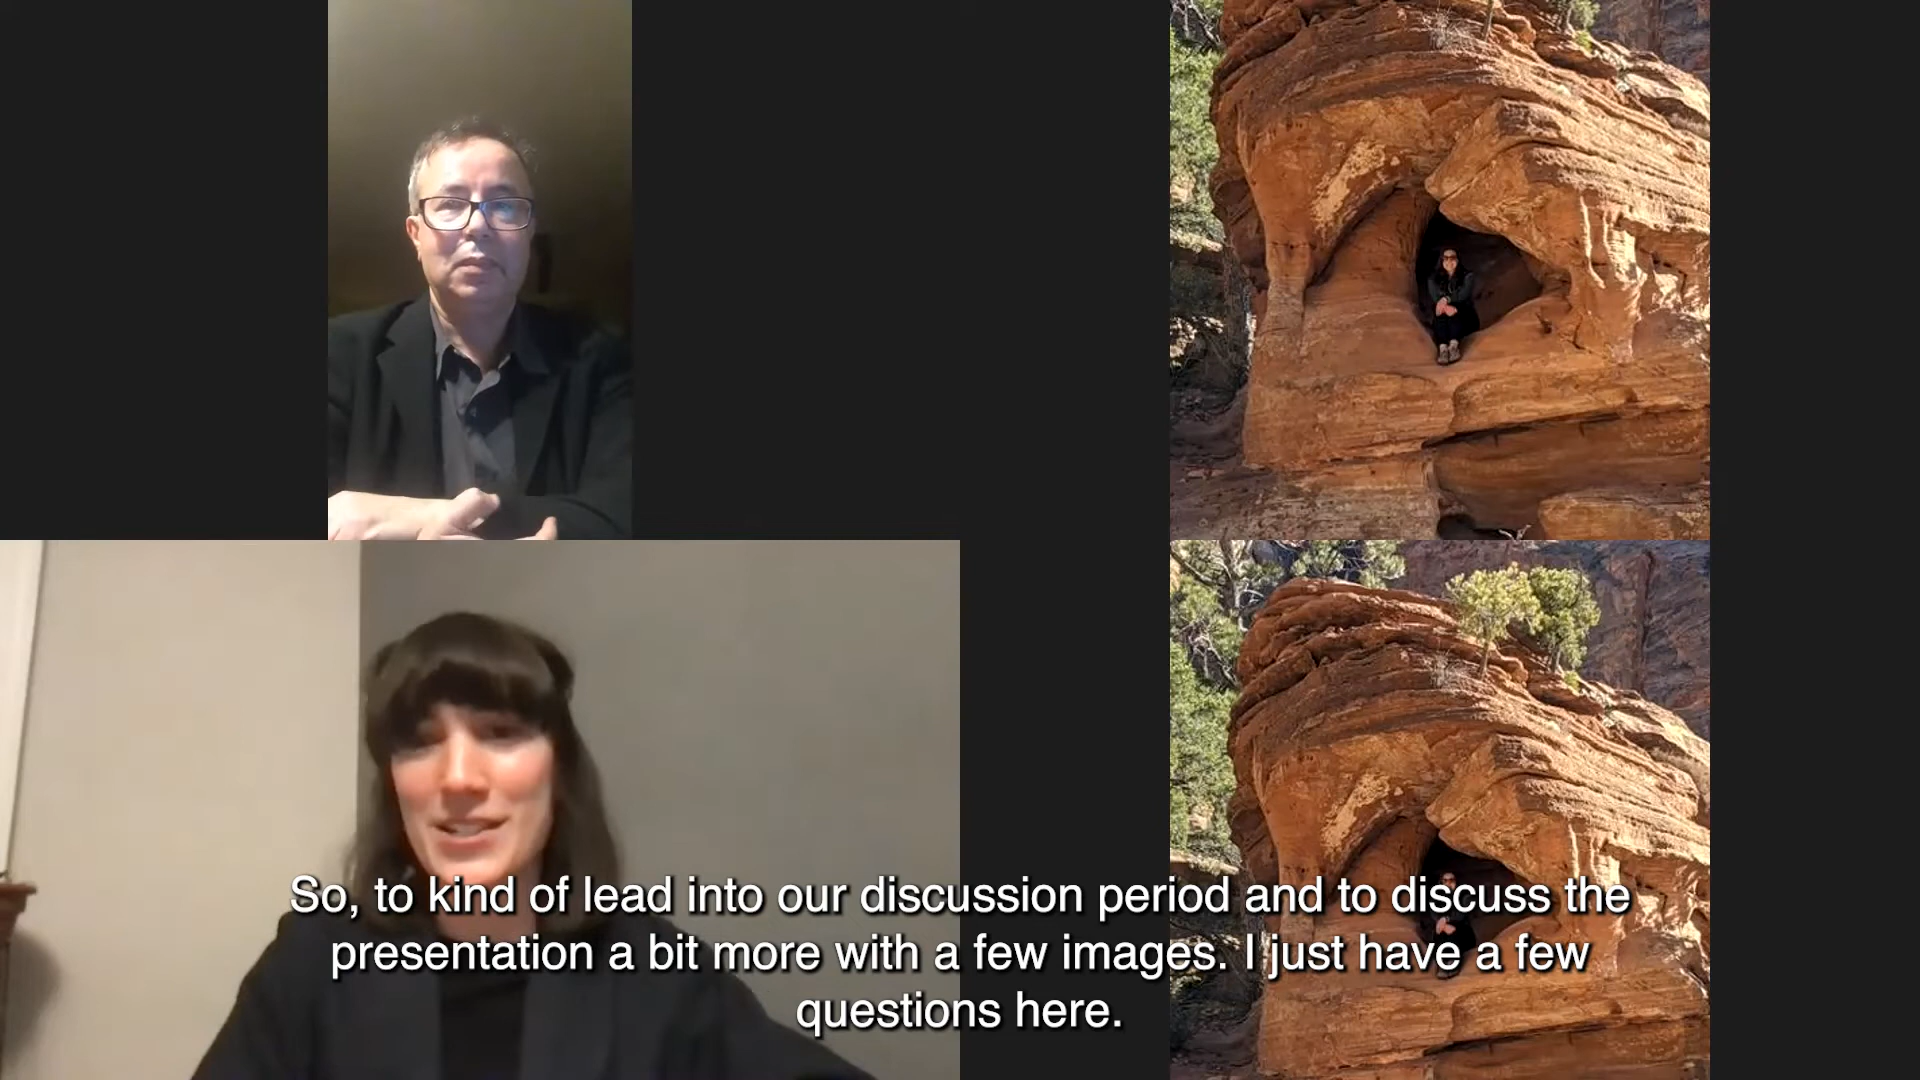 So, to kind of lead into our discussion period and to discuss the
presentation a bit more with a few images. I just have a few
questions here.